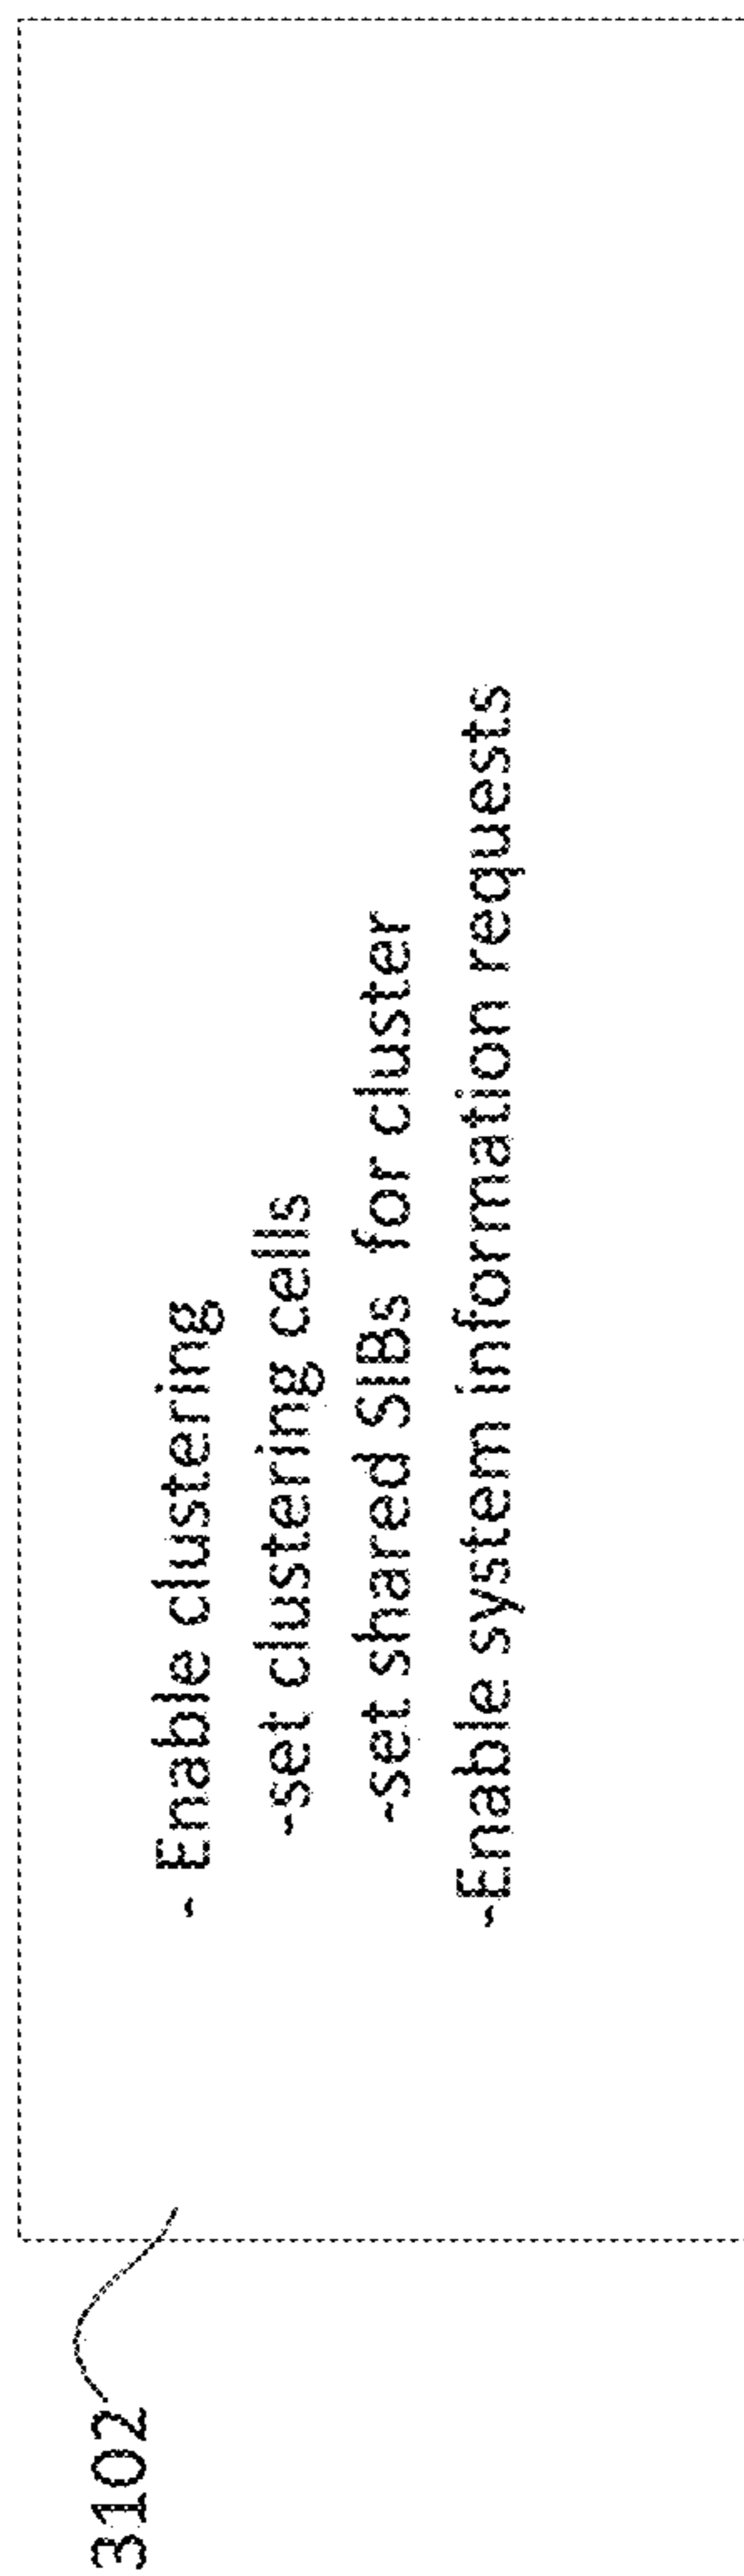 3102
- Enable clustering
-set clustering cells
-set shared SIBs for cluster
-Enable system information requests